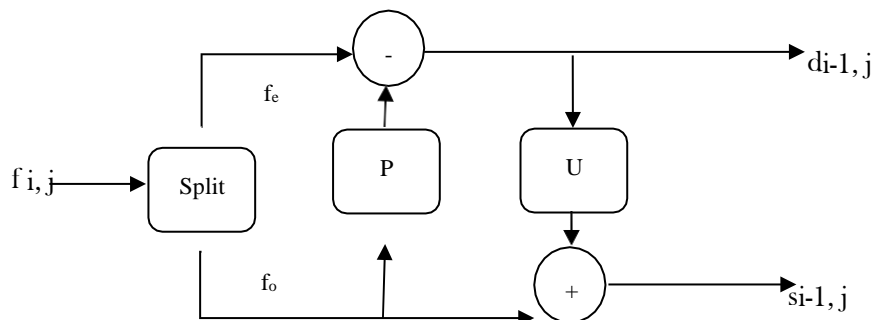 -
di-1, j
fe
P
U
f i, j
Split
fo
+
si-1, j